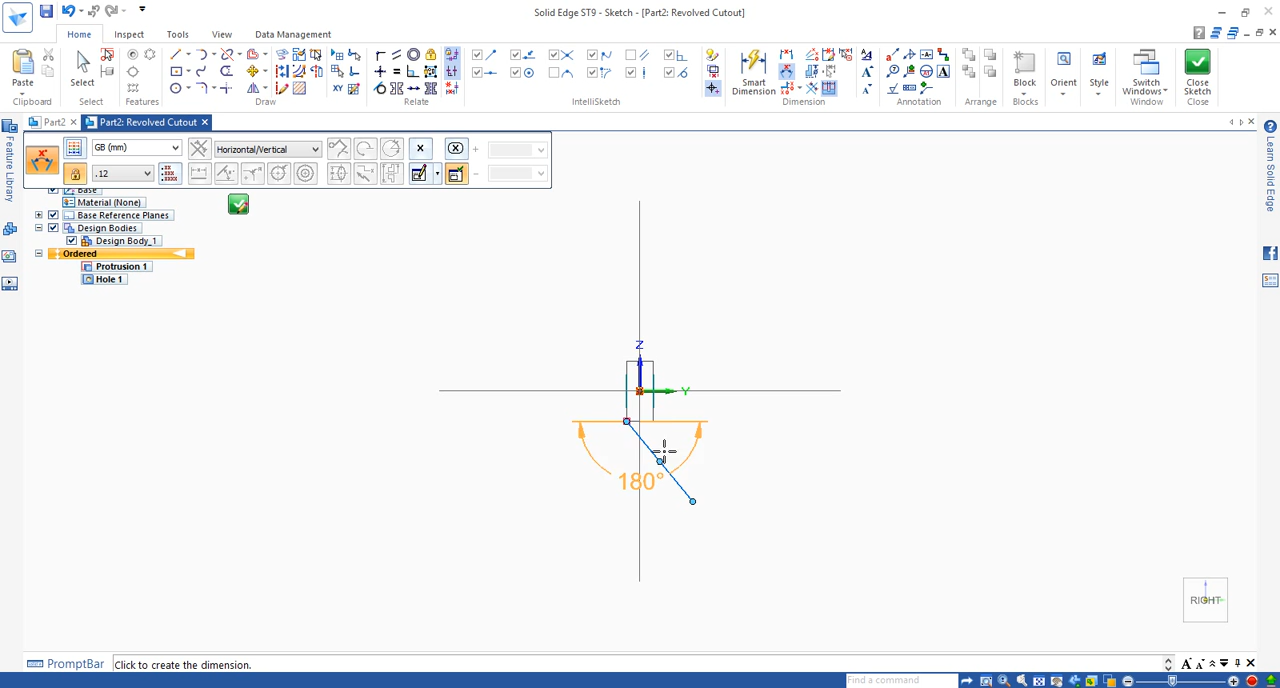 Solid Edge ST9 - Sketch - [Part2: Revolved Cutout]
Home
Inspect
Tools
View
Data Management
Paste
Select
Smart Dimension
Block
Orient
Style
Switch Windows
Close Sketch
Clipboard
Select
Features
Draw
Relate
IntelliSketch
Dimension
Annotation
Arrange
Blocks
Window
Close
Part2
Part2: Revolved Cutout
GB (mm)
Horizontal/Vertical
.12
Feature Library
Learn Solid Edge
Base
Material (None)
Base Reference Planes
Design Bodies
Design Body_1
Ordered
Protrusion 1
Hole 1
Z
Y
180°
RIGHT
PromptBar
Click to create the dimension.
Find a command